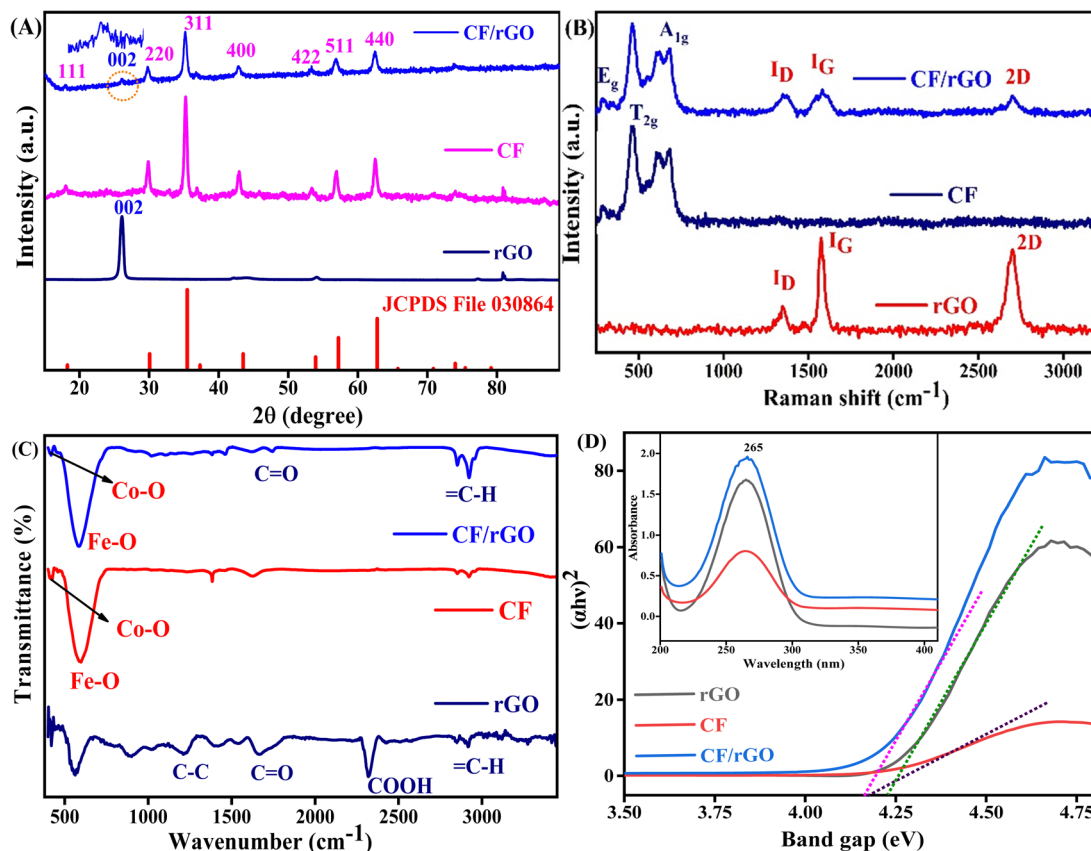 (A)
311
CF/rGO
002
111
220
400
422
511
440
CF
002
rGO
JCPDS File 030864
20 30 40 50 60 70 80
2θ (degree)
Intensity (a.u.)
(B)
A1g
Eg
T2g
ID
IG
2D
CF/rGO
CF
ID
IG
2D
rGO
500 1000 1500 2000 2500 3000
Raman shift (cm-1)
Intensity (a.u.)
(C)
Co-O
C=O
=C-H
Fe-O
CF/rGO
CF
Co-O
Fe-O
rGO
C-C
C=O
COOH
=C-H
500 1000 1500 2000 2500 3000
Wavenumber (cm-1)
Transmittance (%)
(D)
80
60
40
20
0
(αhν)2
265
2.0
1.5
1.0
0.5
0.0
Absorbance
200 250 300 350 400
Wavelength (nm)
rGO
CF
CF/rGO
3.50 3.75 4.00 4.25 4.50 4.75
Band gap (eV)